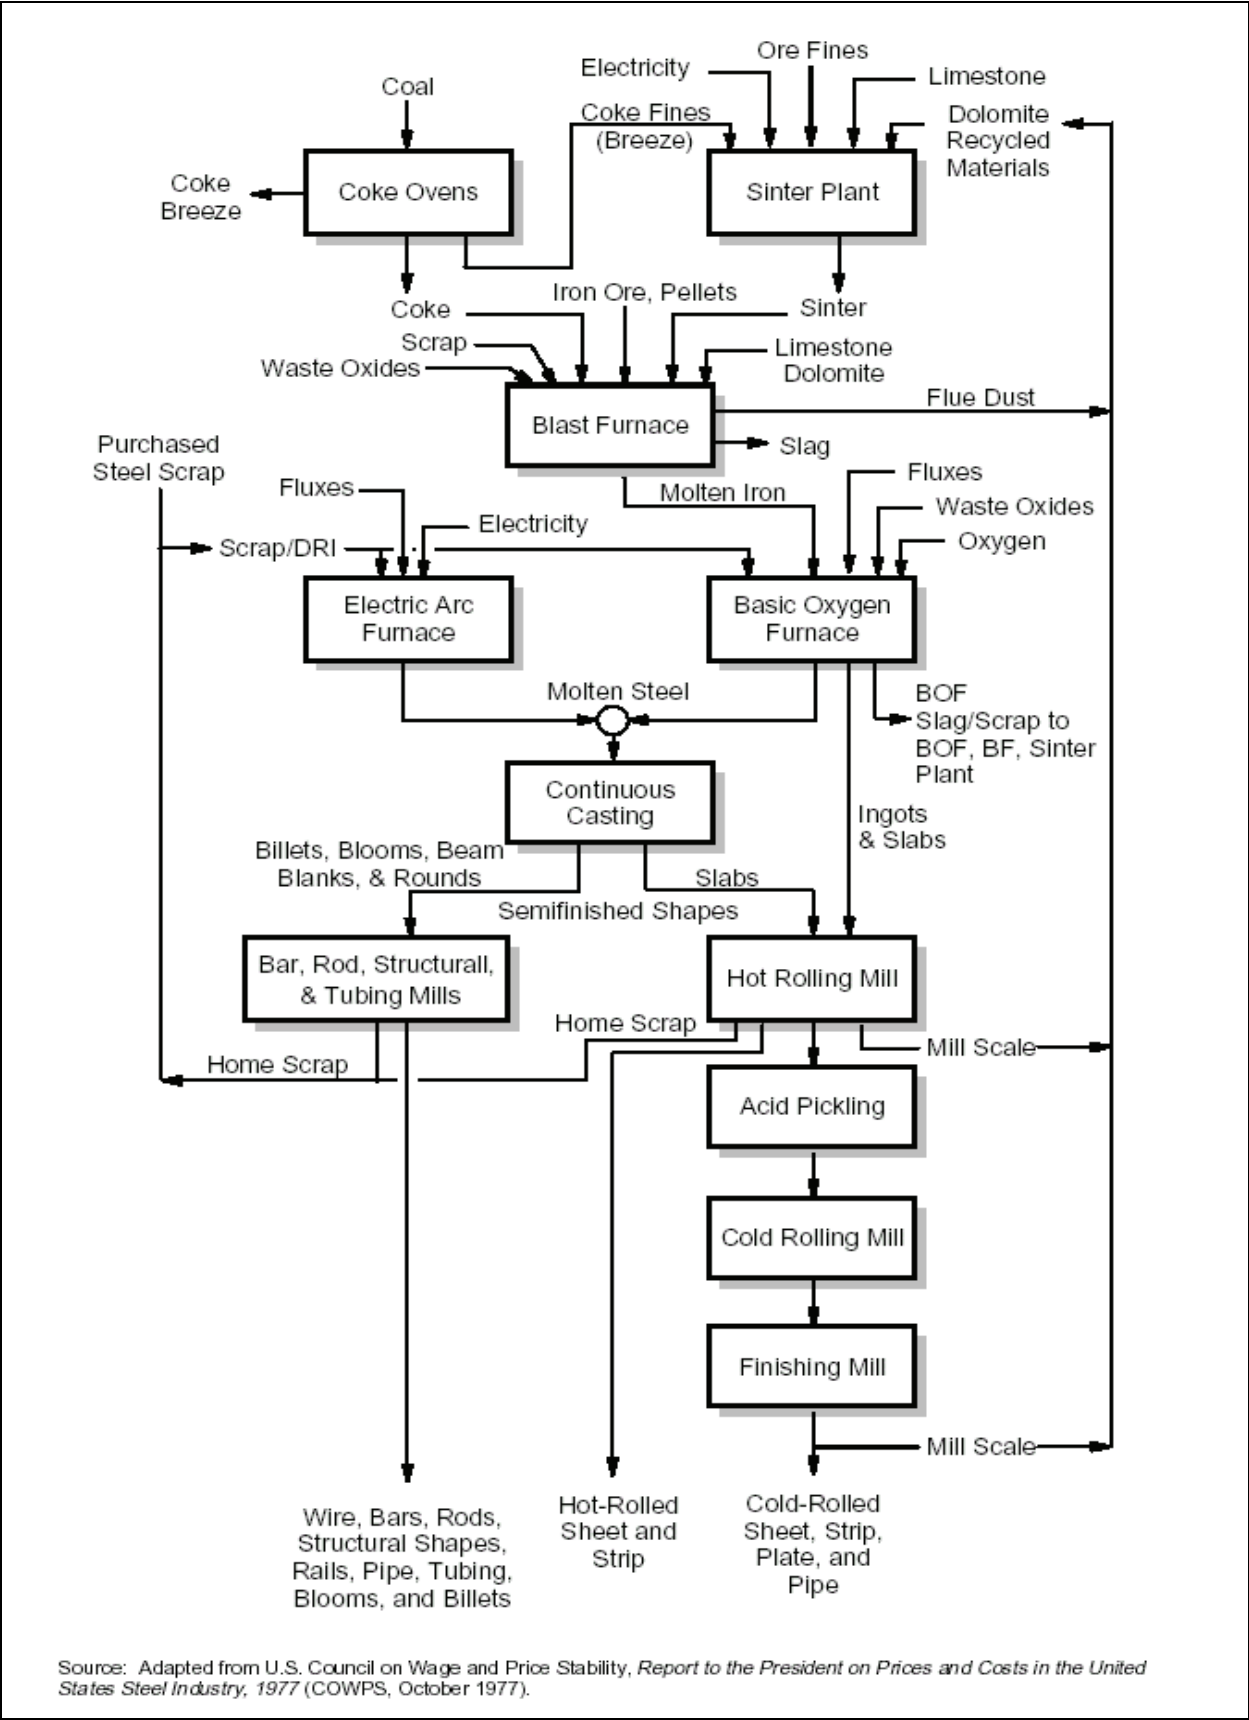 Ore Fines
Electricity
Limestone
Coal
Coke Fines
(Breeze)
Dolomite
Recycled
Materials
Coke
Breeze
Coke Ovens
Sinter Plant
Iron Ore, Pellets
Coke
Sinter
Scrap
Limestone
Dolomite
Waste Oxides
Flue Dust
Blast Furnace
Slag
Purchased
Steel Scrap
Fluxes
Molten Iron
Fluxes
Waste Oxides
Electricity
Oxygen
Scrap/DRI
Electric Arc
Furnace
Basic Oxygen
Furnace
Molten Steel
BOF
Slag/Scrap to
BOF, BF, Sinter
Plant
Continuous
Casting
Ingots
& Slabs
Billets, Blooms, Beam
Blanks, & Rounds
Slabs
Semifinished Shapes
Bar, Rod, Structurall,
& Tubing Mills
Hot Rolling Mill
Home Scrap
Mill Scale
Home Scrap
Acid Pickling
Cold Rolling Mill
Finishing Mill
Mill Scale
Wire, Bars, Rods,
Structural Shapes,
Rails, Pipe, Tubing,
Blooms, and Billets
Hot-Rolled
Sheet and
Strip
Cold-Rolled
Sheet, Strip,
Plate, and
Pipe
Source: Adapted from U.S. Council on Wage and Price Stability, Report to the President on Prices and Costs in the United
States Steel Industry, 1977 (COWPS, October 1977).